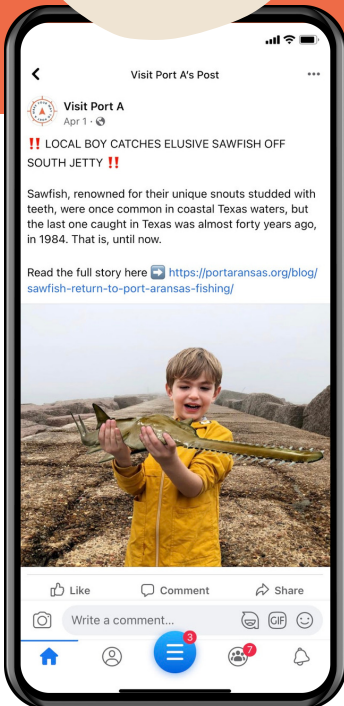 Visit Port A's Post
Visit Port A
Apr 1 ·
‼️ LOCAL BOY CATCHES ELUSIVE SAWFISH OFF
SOUTH JETTY ‼️
Sawfish, renowned for their unique snouts studded with
teeth, were once common in coastal Texas waters, but
the last one caught in Texas was almost forty years ago,
in 1984. That is, until now.
Read the full story here ➡️ https://portaransas.org/blog/
sawfish-return-to-port-aransas-fishing/
Like Comment Share
Write a comment... GIF
3
7